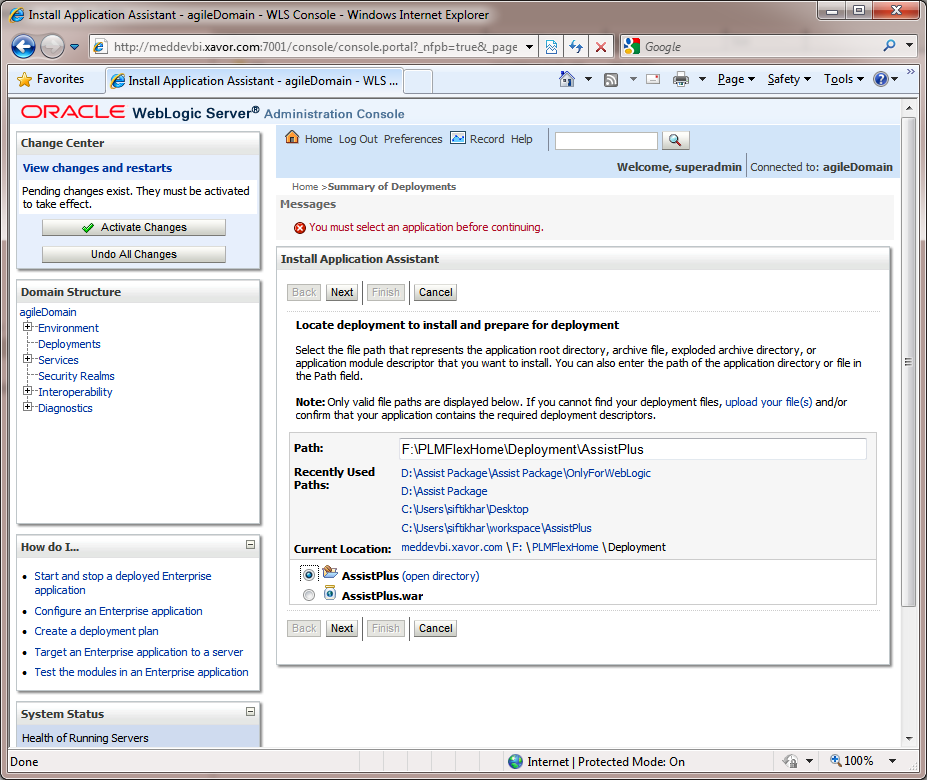 Install Application Assistant - agileDomain - WLS Console - Windows Internet Explorer
http://meddevbi.xavor.com:7001/console/console.portal?_nfpb=true&_page
Google
Favorites
Install Application Assistant - agileDomain - WLS ...
Page
Safety
Tools
ORACLE WebLogic Server® Administration Console
Change Center
View changes and restarts
Pending changes exist. They must be activated
to take effect.
Activate Changes
Undo All Changes
Domain Structure
agileDomain
Environment
Deployments
Services
Security Realms
Interoperability
Diagnostics
How do I...
Start and stop a deployed Enterprise
application
Configure an Enterprise application
Create a deployment plan
Target an Enterprise application to a server
Test the modules in an Enterprise application
System Status
Health of Running Servers
Home Log Out Preferences Record Help
Welcome, superadmin Connected to: agileDomain
Home >Summary of Deployments
Messages
You must select an application before continuing.
Install Application Assistant
Back Next Finish Cancel
Locate deployment to install and prepare for deployment
Select the file path that represents the application root directory, archive file, exploded archive directory, or
application module descriptor that you want to install. You can also enter the path of the application directory or file in
the Path field.
Note: Only valid file paths are displayed below. If you cannot find your deployment files, upload your file(s) and/or
confirm that your application contains the required deployment descriptors.
Path: F:\PLMFlexHome\Deployment\AssistPlus
Recently Used
Paths:
D:\Assist Package\Assist Package\OnlyForWebLogic
D:\Assist Package
C:\Users\siftikhar\Desktop
C:\Users\siftikhar\workspace\AssistPlus
Current Location: meddevbi.xavor.com \F: \PLMFlexHome \Deployment
AssistPlus (open directory)
AssistPlus.war
Back Next Finish Cancel
Done
Internet | Protected Mode: On
100%